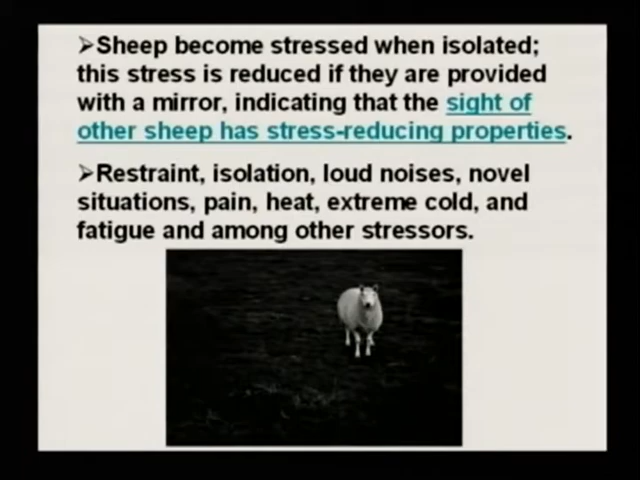 ➢Sheep become stressed when isolated;
this stress is reduced if they are provided
with a mirror, indicating that the sight of
other sheep has stress-reducing properties.
➢Restraint, isolation, loud noises, novel
situations, pain, heat, extreme cold, and
fatigue and among other stressors.